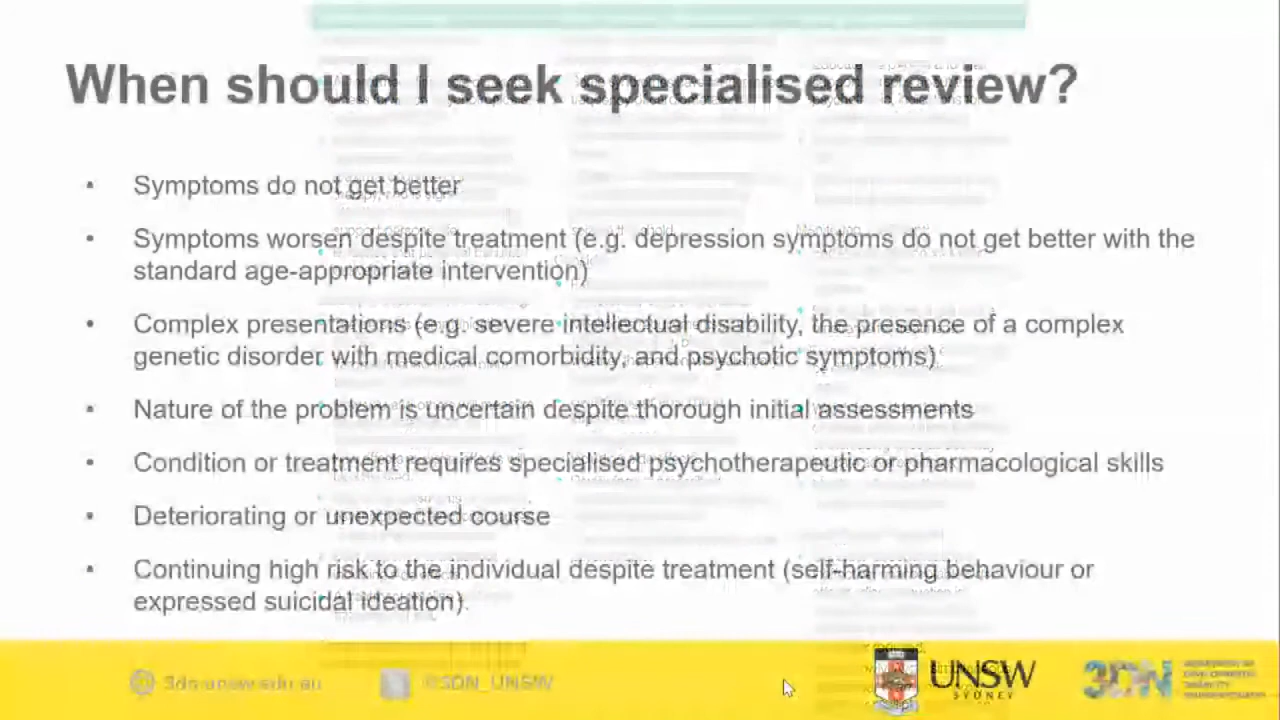 When should I seek specialised review?
• Symptoms do not get better
• Symptoms worsen despite treatment (e.g. depression symptoms do not get better with the
standard age-appropriate intervention)
• Complex presentations (e.g. severe intellectual disability, the presence of a complex
genetic disorder with medical comorbidity, and psychotic symptoms)
• Nature of the problem is uncertain despite thorough initial assessments
• Condition or treatment requires specialised psychotherapeutic or pharmacological skills
• Deteriorating or unexpected course
• Continuing high risk to the individual despite treatment (self-harming behaviour or
expressed suicidal ideation).
3dn.unsw.edu.au
@3DN_UNSW
UNSW
SYDNEY
3DN